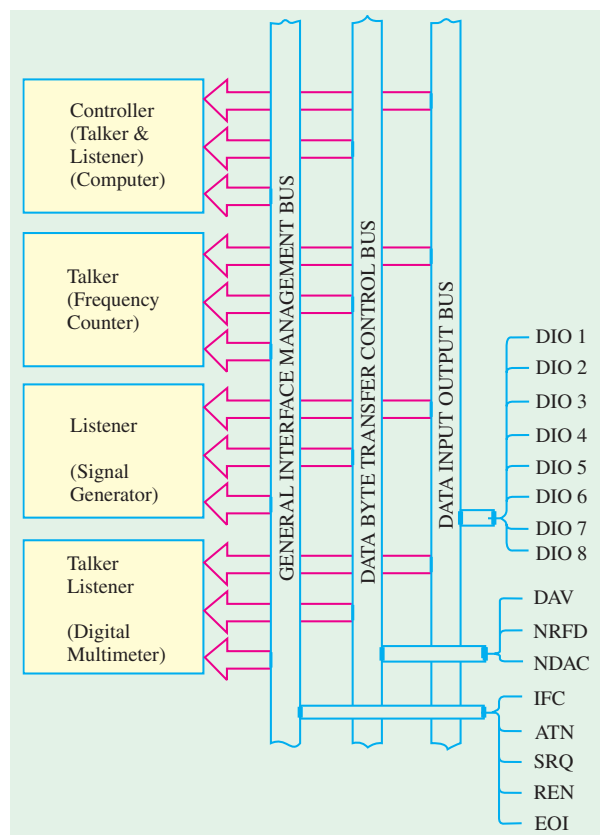 Controller
(Talker &
Listener)
(Computer)
Talker
(Frequency
Counter)
Listener
(Signal
Generator)
Talker
Listener
(Digital
Multimeter)
GENERAL INTERFACE MANAGEMENT BUS
DATA BYTE TRANSFER CONTROL BUS
DATA INPUT OUTPUT BUS
DIO 1
DIO 2
DIO 3
DIO 4
DIO 5
DIO 6
DIO 7
DIO 8
DAV
NRFD
NDAC
IFC
ATN
SRQ
REN
EOI